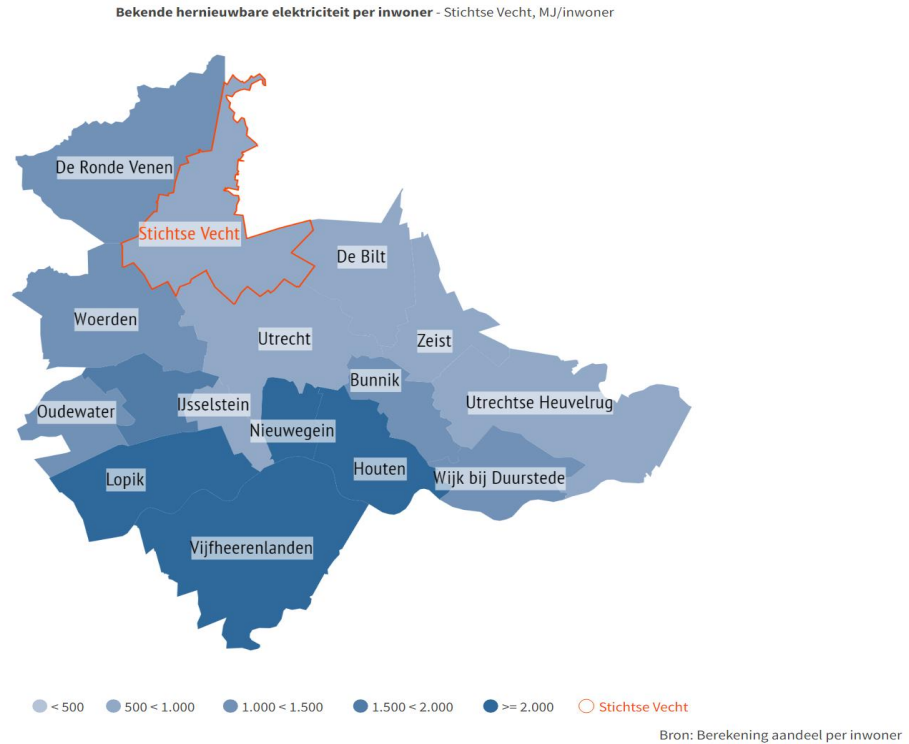 Bekende hernieuwbare elektriciteit per inwoner - Stichtse Vecht, MJ/inwoner
De Ronde Venen
Stichtse Vecht
De Bilt
Woerden
Utrecht
Zeist
Bunnik
Oudewater
IJsselstein
Utrechtse Heuvelrug
Nieuwegein
Houten
Lopik
Wijk bij Duurstede
Vijfheerenlanden
< 500 500 < 1.000 1.000 < 1.500 1.500 < 2.000 >= 2.000 Stichtse Vecht
Bron: Berekening aandeel per inwoner